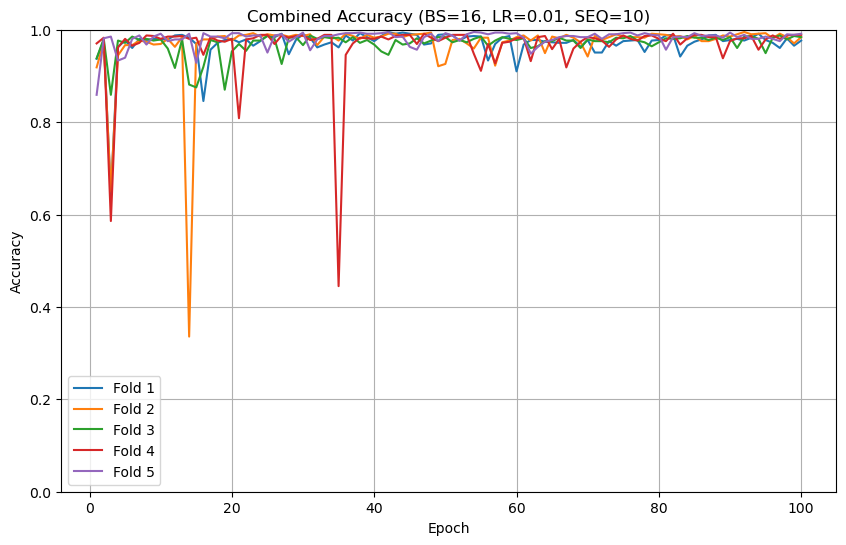 Combined Accuracy (BS=16, LR=0.01, SEQ=10)
Accuracy
1.0
0.8
0.6
0.4
0.2
0.0
Fold 1
Fold 2
Fold 3
Fold 4
Fold 5
0 20 40 60 80 100
Epoch